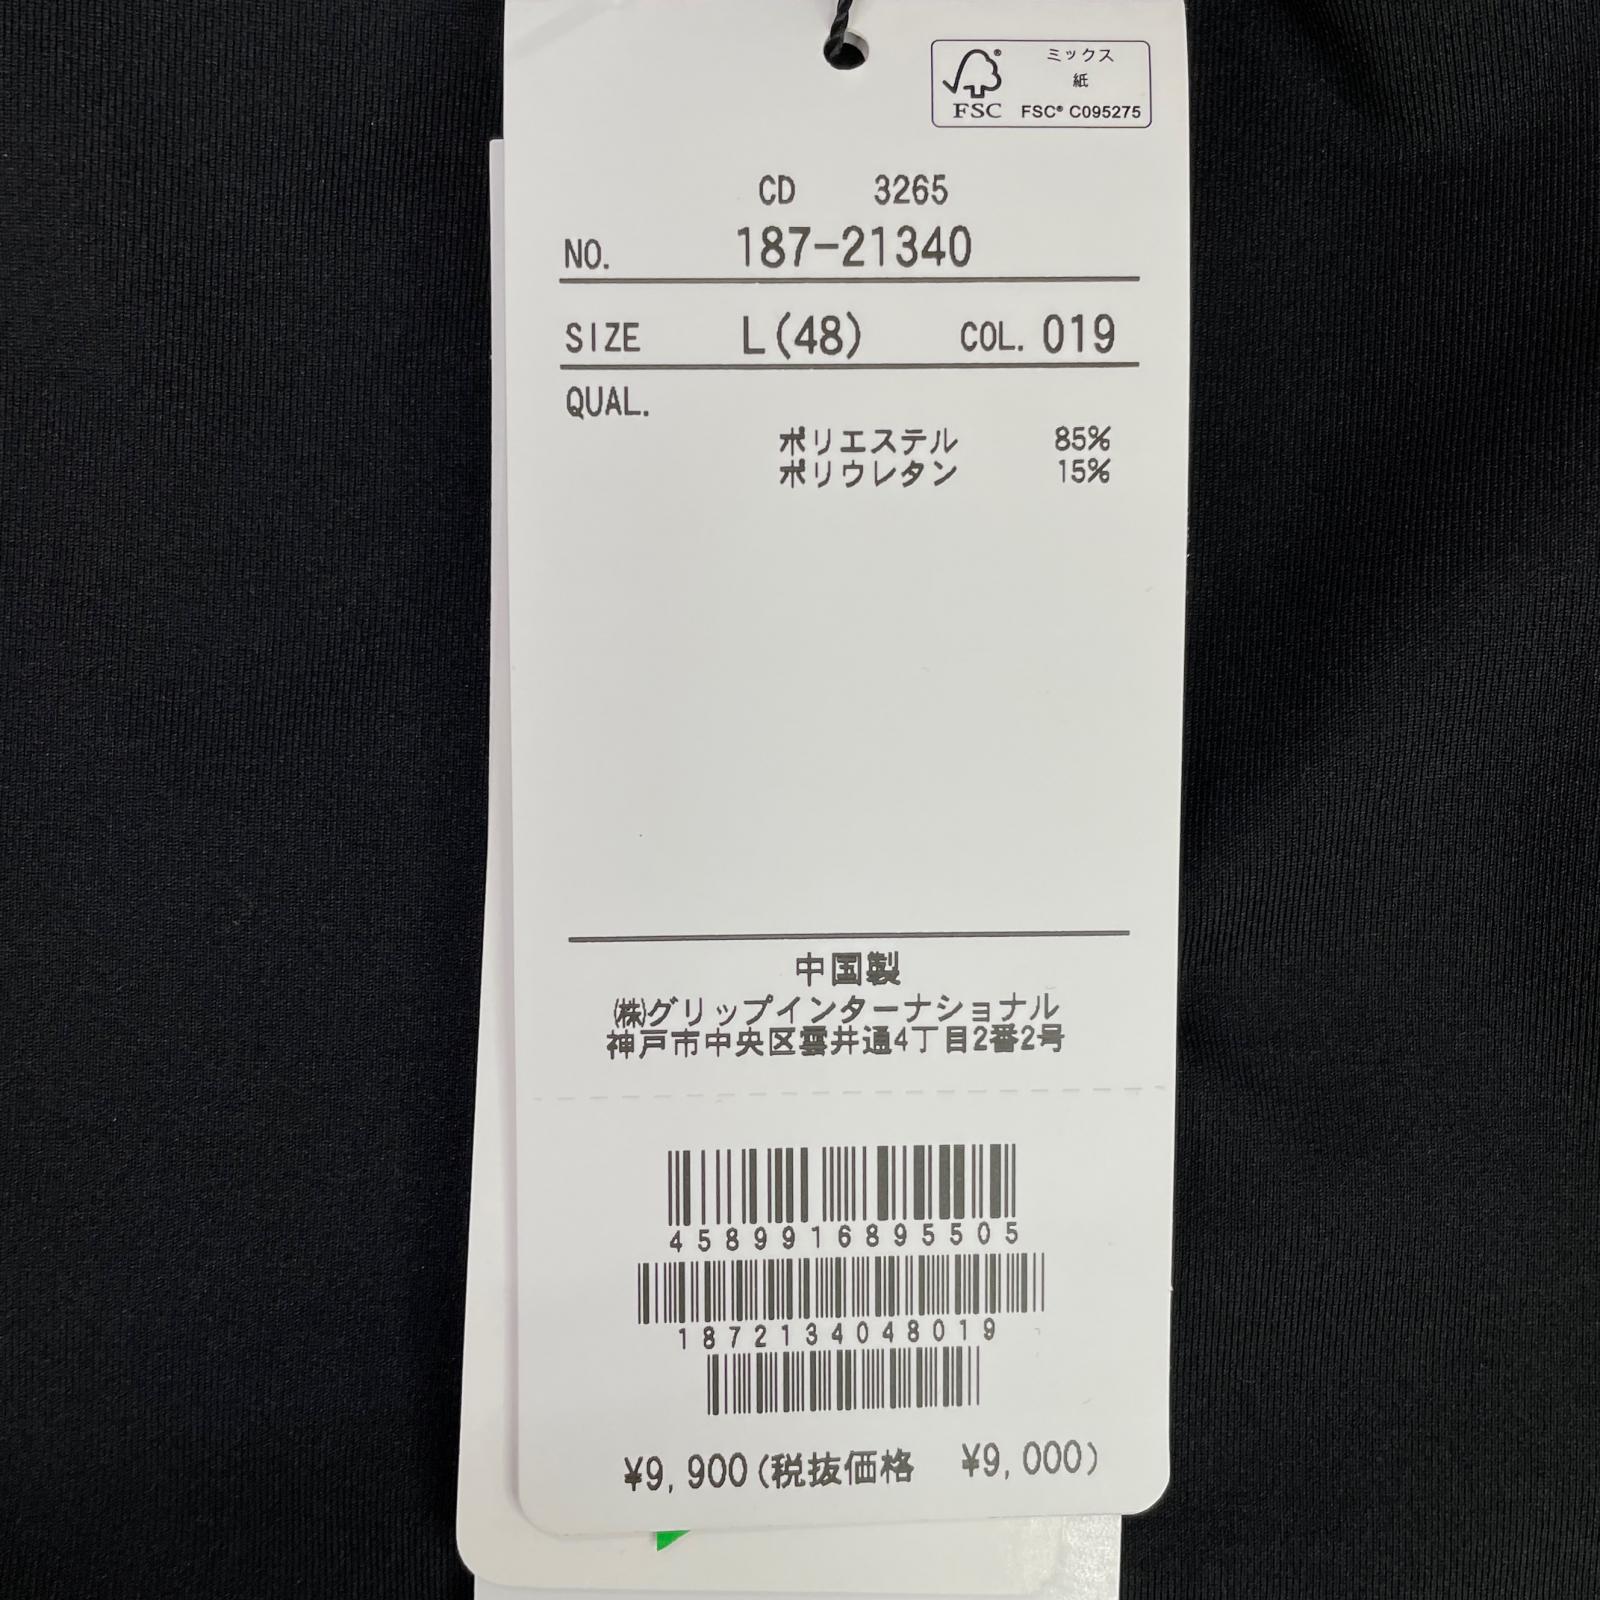 ミックス
紙
FSC® FSC® C095275
CD 3265
NO. 187-21340
SIZE L(48) COL. 019
QUAL.
ポリエステル 85%
ポリウレタン 15%
中国製
㈱グリップインターナショナル
神戸市中央区雲井通4丁目2番2号
4589916895505
1872134048019
¥9,900(税抜価格 ¥9,000)